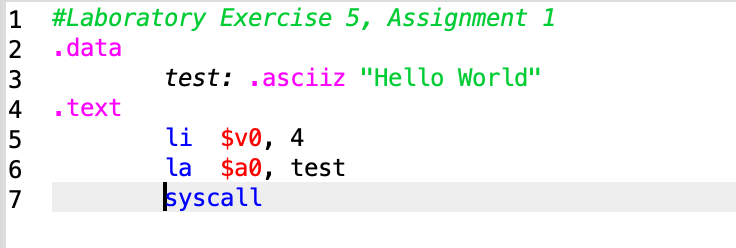 1 #Laboratory Exercise 5, Assignment 1
2 .data
3 test: .asciiz "Hello World"
4 .text
5 li $v0, 4
6 la $a0, test
7 syscall